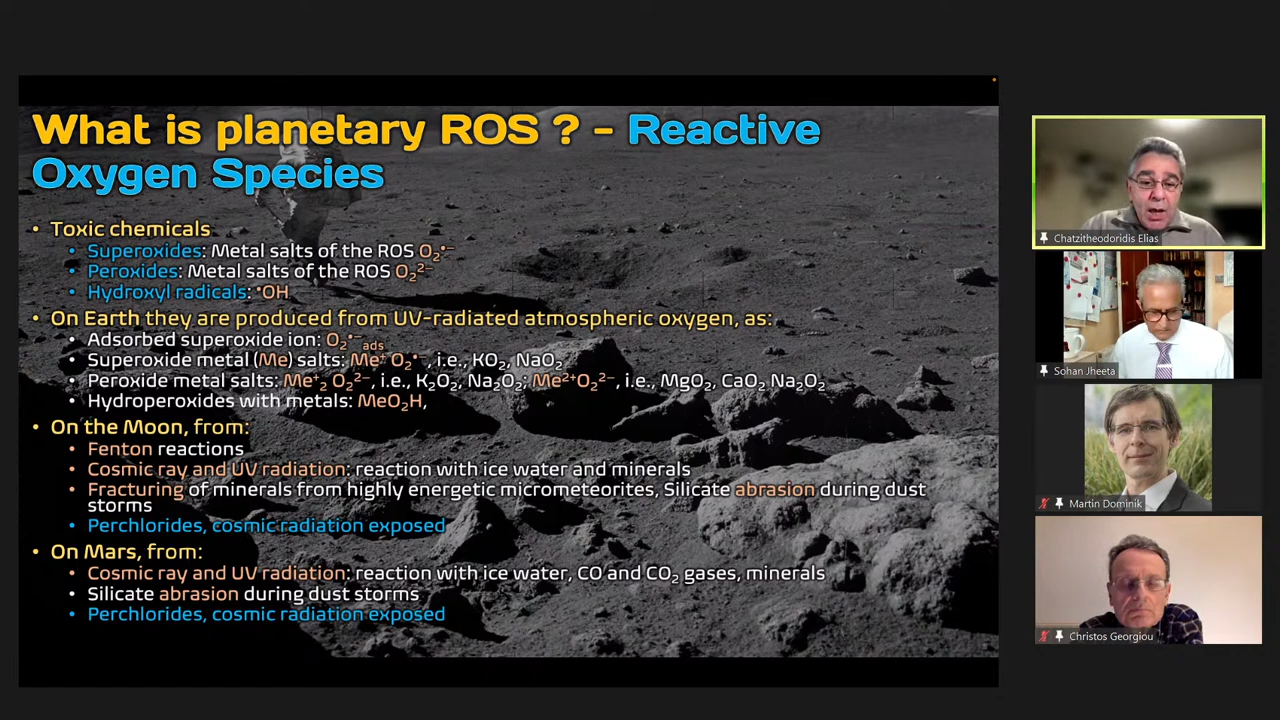 What is planetary ROS ? - Reactive
Oxygen Species
• Toxic chemicals
• Superoxides: Metal salts of the ROS O₂•⁻
• Peroxides: Metal salts of the ROS O₂²⁻
• Hydroxyl radicals: •OH
• On Earth they are produced from UV-radiated atmospheric oxygen, as:
• Adsorbed superoxide ion: O₂•⁻ads
• Superoxide metal (Me) salts: Me⁺ O₂•⁻, i.e., KO₂, NaO₂
• Peroxide metal salts: Me⁺₂ O₂²⁻, i.e., K₂O₂, Na₂O₂; Me²⁺O₂²⁻, i.e., MgO₂, CaO₂ Na₂O₂
• Hydroperoxides with metals: MeO₂H,
• On the Moon, from:
• Fenton reactions
• Cosmic ray and UV radiation: reaction with ice water and minerals
• Fracturing of minerals from highly energetic micrometeorites, Silicate abrasion during dust
storms
• Perchlorides, cosmic radiation exposed
• On Mars, from:
• Cosmic ray and UV radiation: reaction with ice water, CO and CO₂ gases, minerals
• Silicate abrasion during dust storms
• Perchlorides, cosmic radiation exposed
Chatzitheodoridis Elias
Sohan Jheeta
Martin Dominik
Christos Georgiou